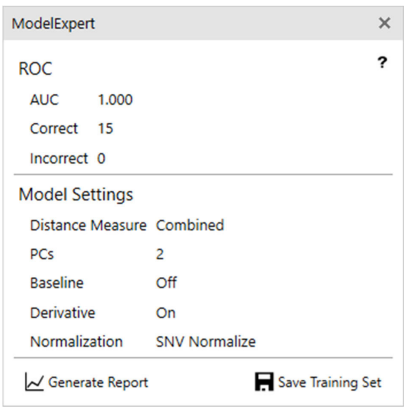 ModelExpert ×
ROC ?
AUC 1.000
Correct 15
Incorrect 0
Model Settings
Distance Measure Combined
PCs 2
Baseline Off
Derivative On
Normalization SNV Normalize
Generate Report Save Training Set